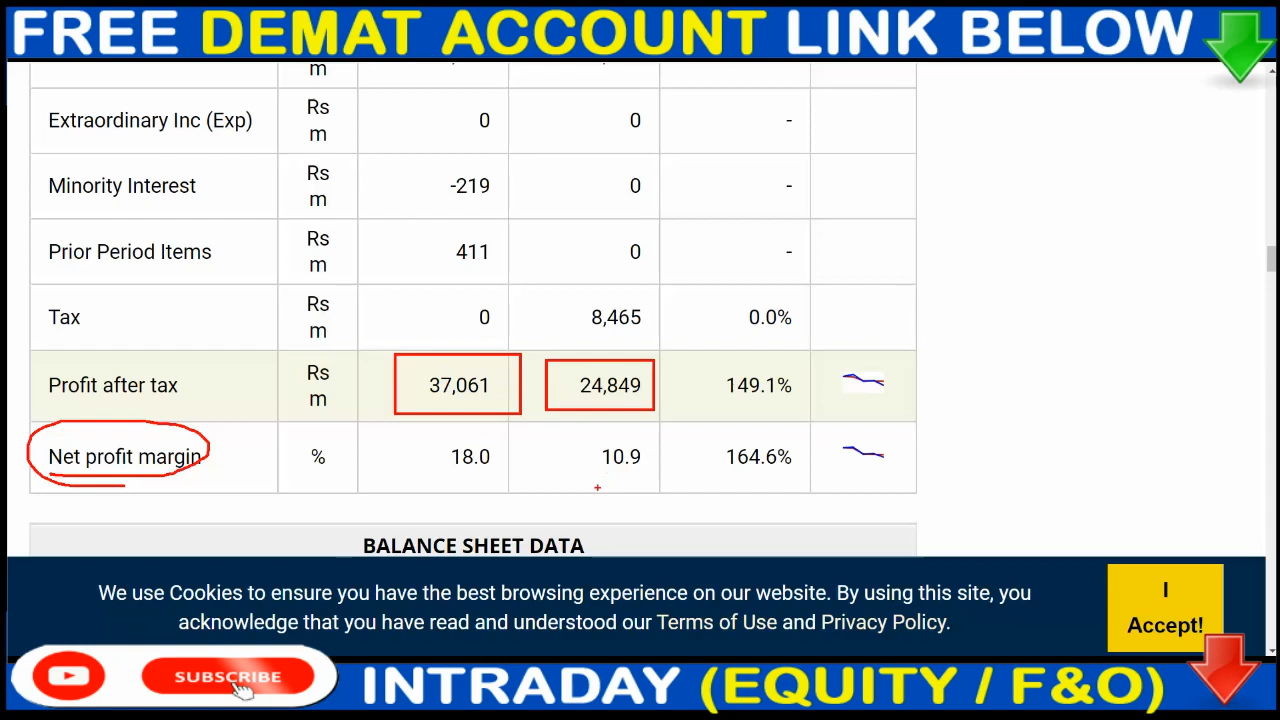 FREE DEMAT ACCOUNT LINK BELOW
m
Extraordinary Inc (Exp) Rs m 0 0 -
Minority Interest Rs m -219 0 -
Prior Period Items Rs m 411 0 -
Tax Rs m 0 8,465 0.0%
Profit after tax Rs m 37,061 24,849 149.1%
Net profit margin % 18.0 10.9 164.6%
BALANCE SHEET DATA
We use Cookies to ensure you have the best browsing experience on our website. By using this site, you
acknowledge that you have read and understood our Terms of Use and Privacy Policy.
I
Accept!
SUBSCRIBE
INTRADAY (EQUITY / F&O)